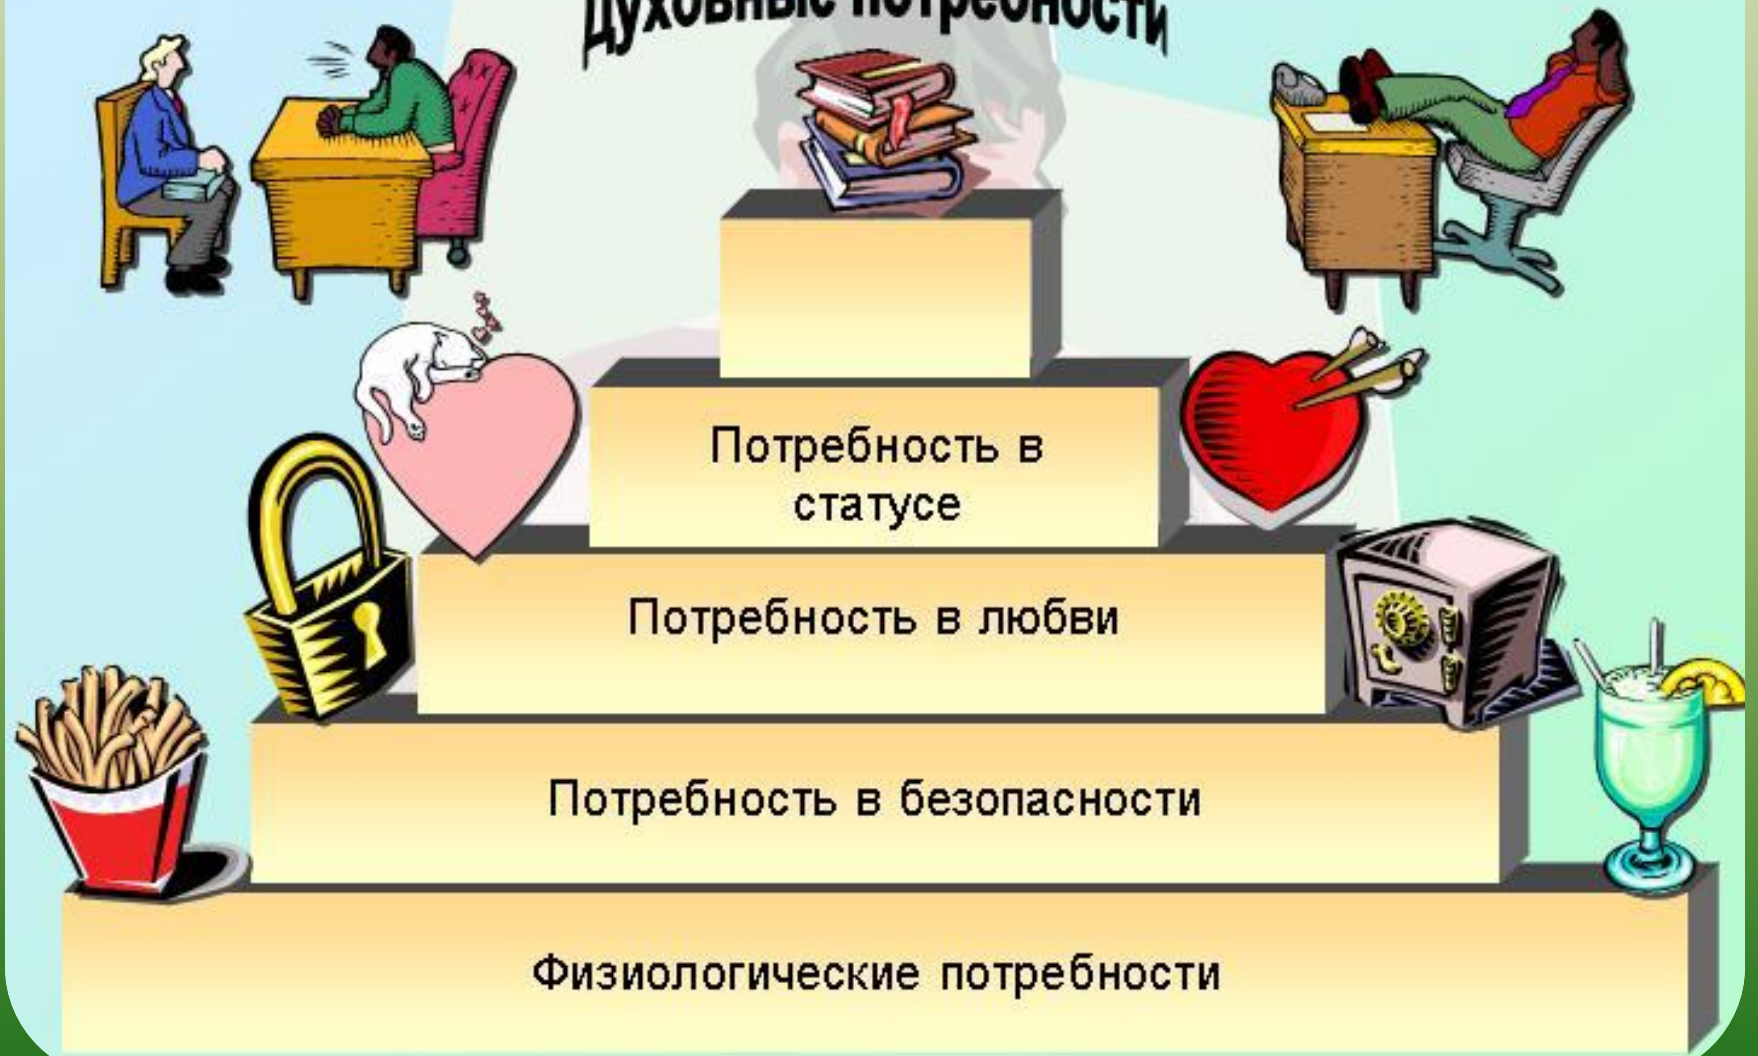 Духовные потребности
Потребность в
статусе
Потребность в любви
Потребность в безопасности
Физиологические потребности